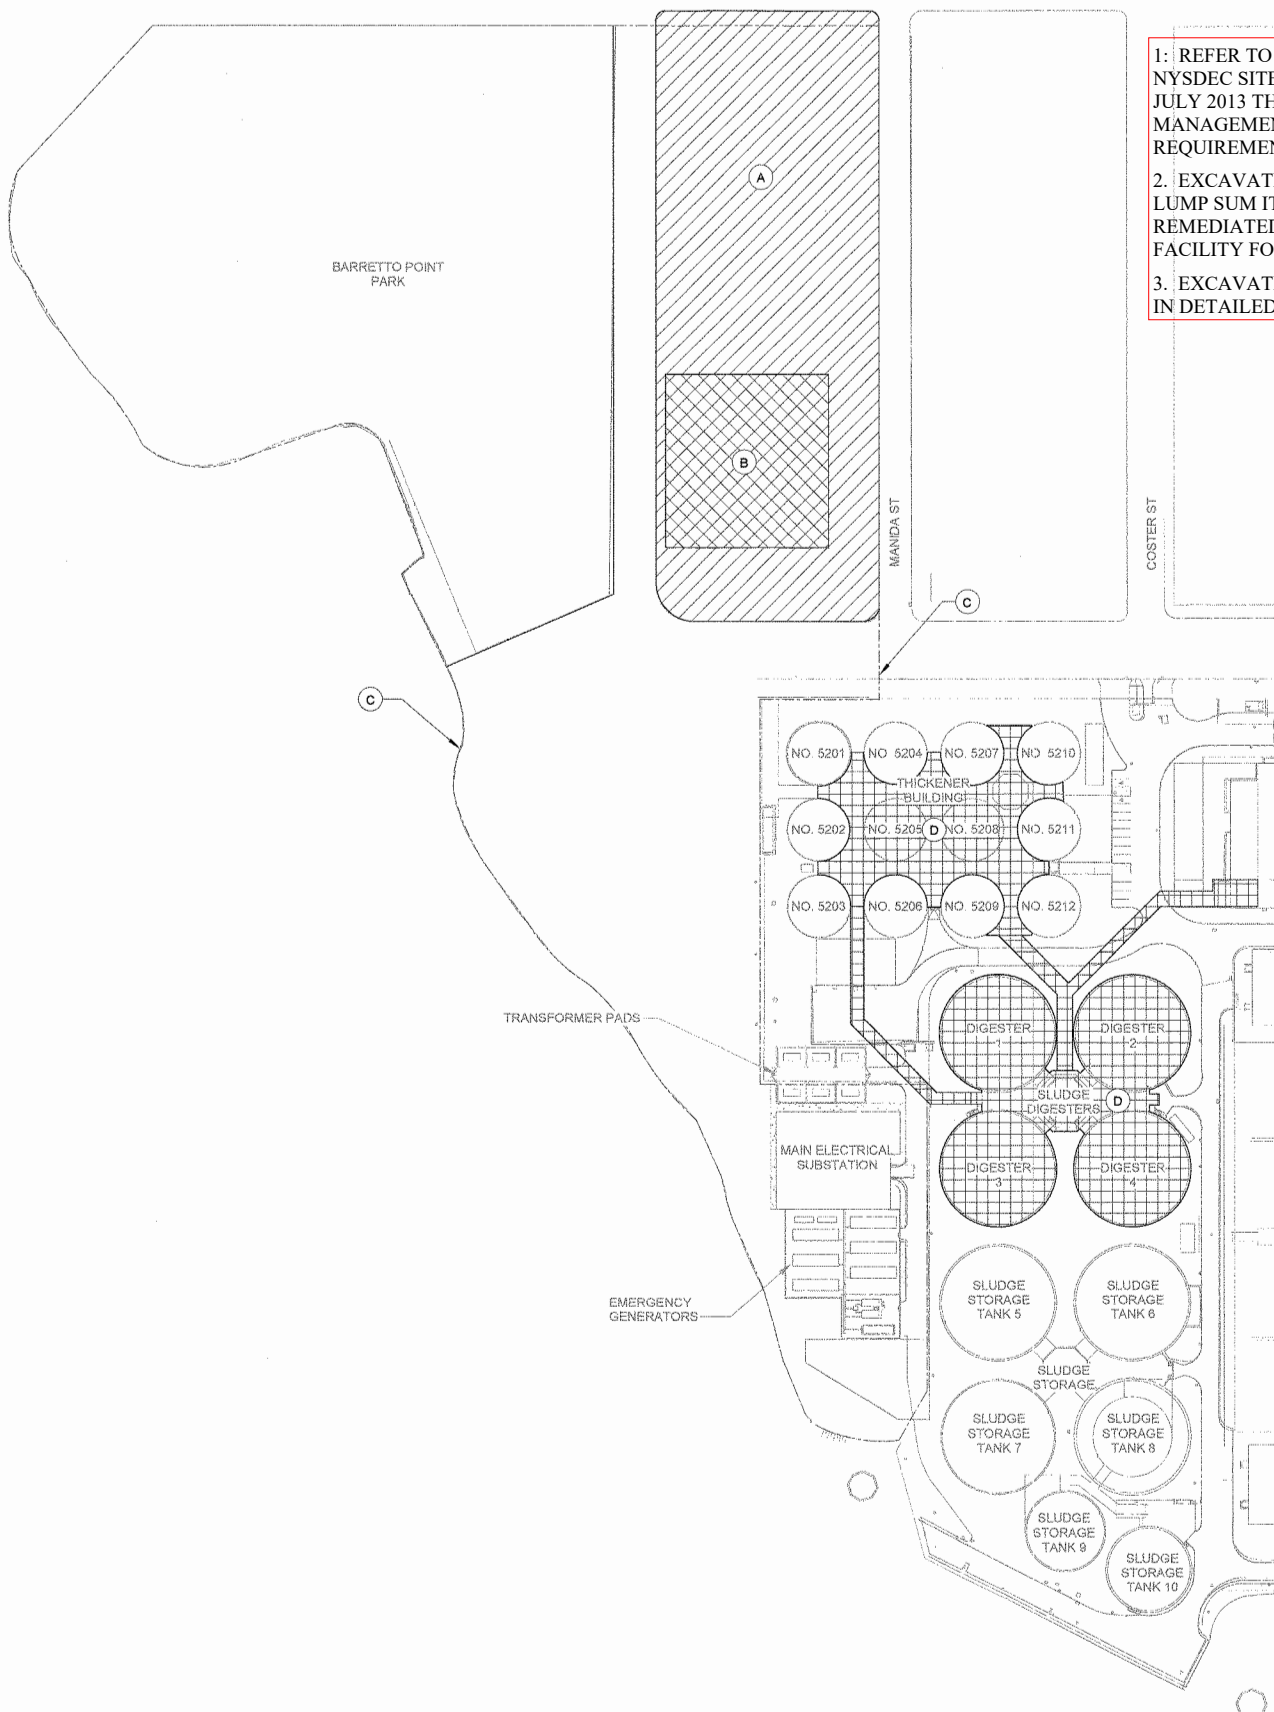 1: REFER TO
NYSDEC SITE
JULY 2013 TH
MANAGEMEN
REQUIREMEN
2. EXCAVAT
LUMP SUM IT
REMEDIATED
FACILITY FO
3. EXCAVAT
IN DETAILED
A
BARRETTO POINT
PARK
B
MANIDA ST
COSTER ST
C
C
NO. 5201
NO. 5204
NO. 5207
NO. 5210
THICKENER
BUILDING
NO. 5202
NO. 5205
D
NO. 5208
NO. 5211
NO. 5203
NO. 5206
NO. 5209
NO. 5212
TRANSFORMER PADS
DIGESTER
1
DIGESTER
2
SLUDGE
DIGESTERS
D
MAIN ELECTRICAL
SUBSTATION
DIGESTER
3
DIGESTER
4
EMERGENCY
GENERATORS
SLUDGE
STORAGE
TANK 5
SLUDGE
STORAGE
TANK 6
SLUDGE
STORAGE
SLUDGE
STORAGE
TANK 7
SLUDGE
STORAGE
TANK 8
SLUDGE
STORAGE
TANK 9
SLUDGE
STORAGE
TANK 10